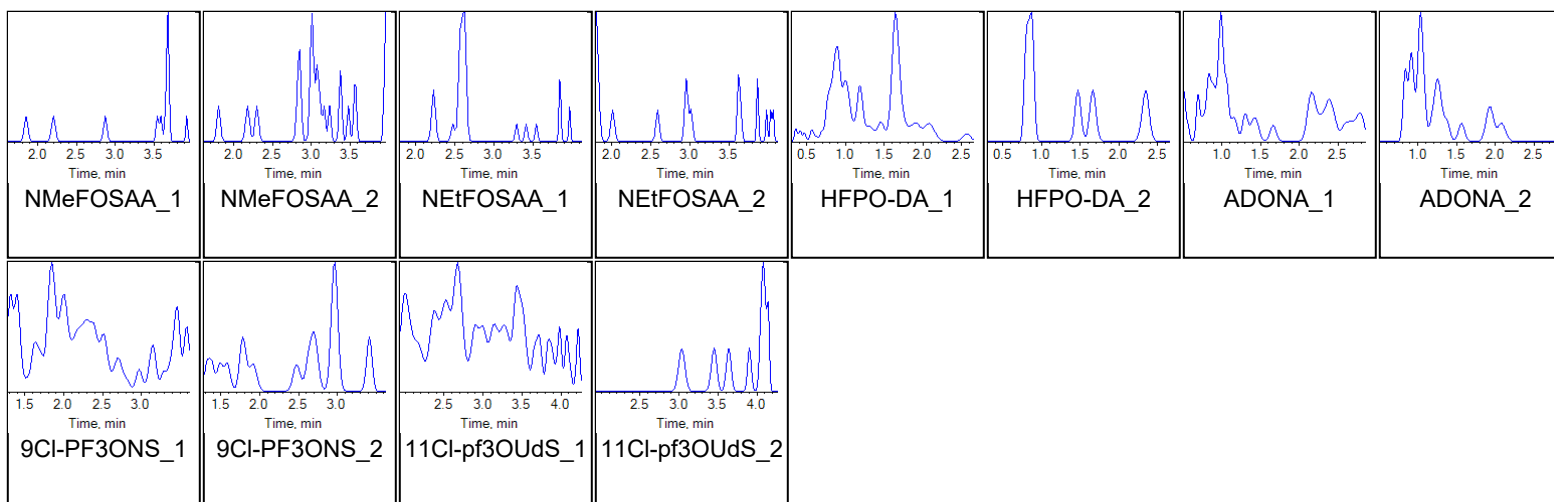 2.0 2.5 3.0 3.5
Time, min
NMeFOSAA_1
2.0 2.5 3.0 3.5
Time, min
NMeFOSAA_2
2.0 2.5 3.0 3.5
Time, min
NEtFOSAA_1
2.0 2.5 3.0 3.5 4.0
Time, min
NEtFOSAA_2
0.5 1.0 1.5 2.0 2.5
Time, min
HFPO-DA_1
0.5 1.0 1.5 2.0 2.5
Time, min
HFPO-DA_2
1.0 1.5 2.0 2.5
Time, min
ADONA_1
1.0 1.5 2.0 2.5
Time, min
ADONA_2
1.5 2.0 2.5 3.0
Time, min
9Cl-PF3ONS_1
1.5 2.0 2.5 3.0
Time, min
9Cl-PF3ONS_2
2.5 3.0 3.5 4.0
Time, min
11Cl-pf3OUdS_1
2.5 3.0 3.5 4.0
Time, min
11Cl-pf3OUdS_2